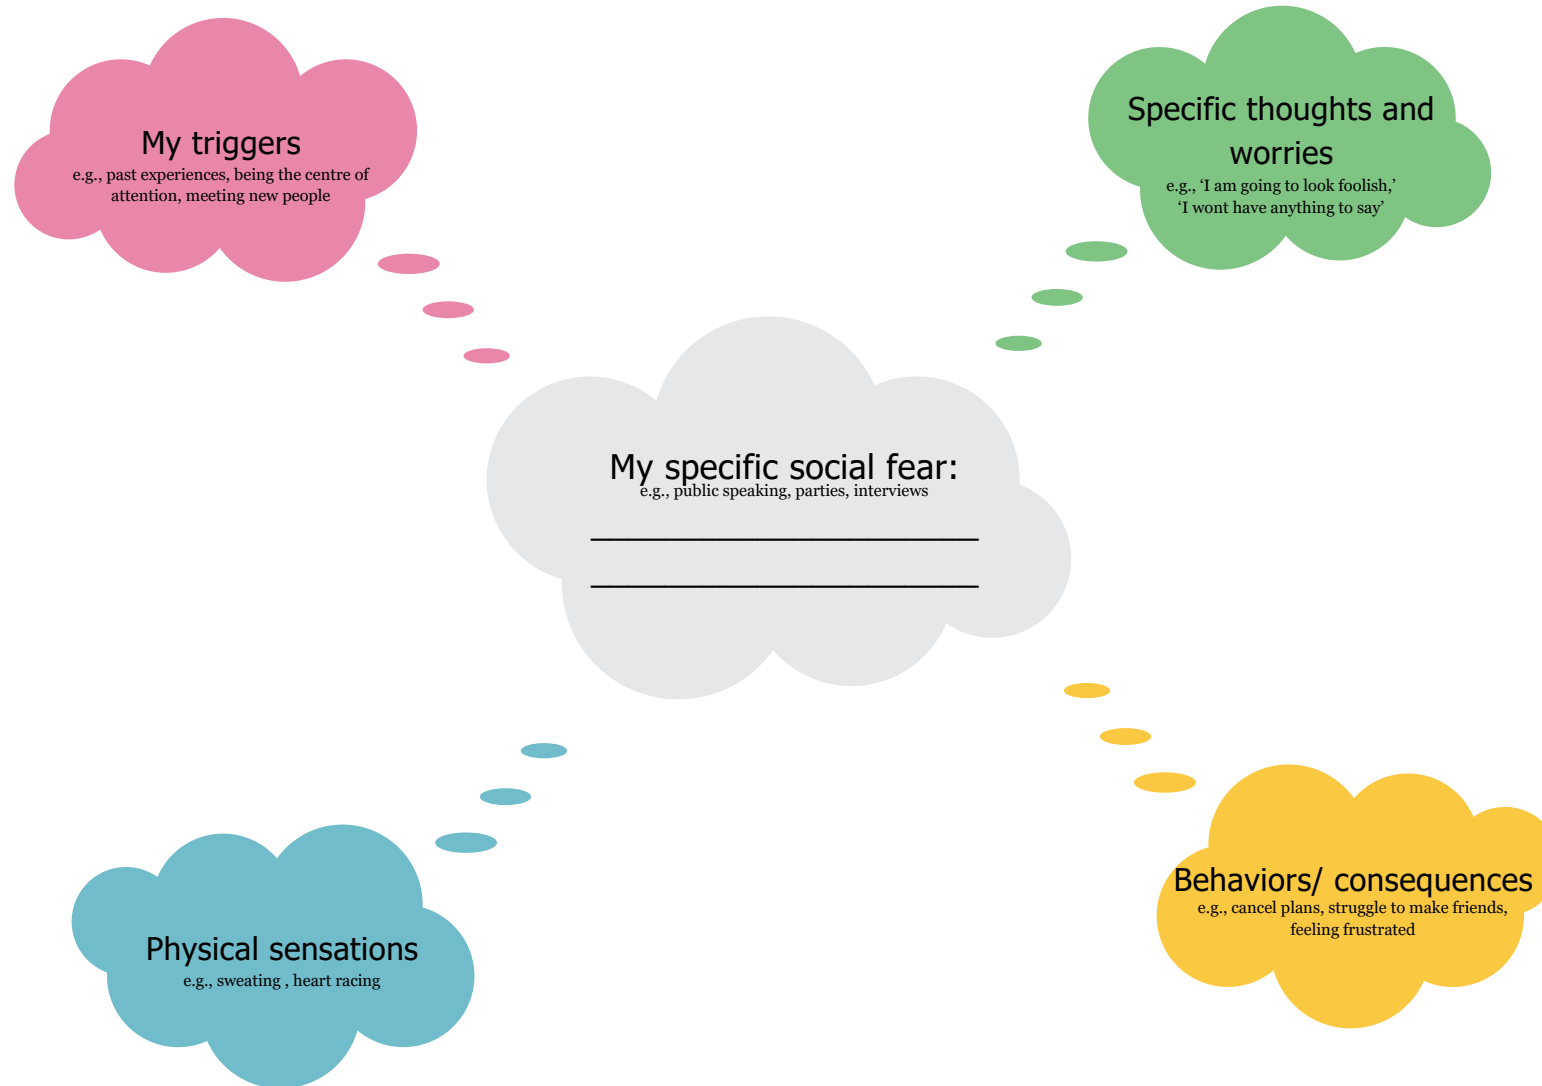 My triggers
e.g., past experiences, being the centre of
attention, meeting new people
Specific thoughts and
worries
e.g., ‘I am going to look foolish,’
‘I wont have anything to say’
My specific social fear:
e.g., public speaking, parties, interviews
Physical sensations
e.g., sweating , heart racing
Behaviors/ consequences
e.g., cancel plans, struggle to make friends,
feeling frustrated